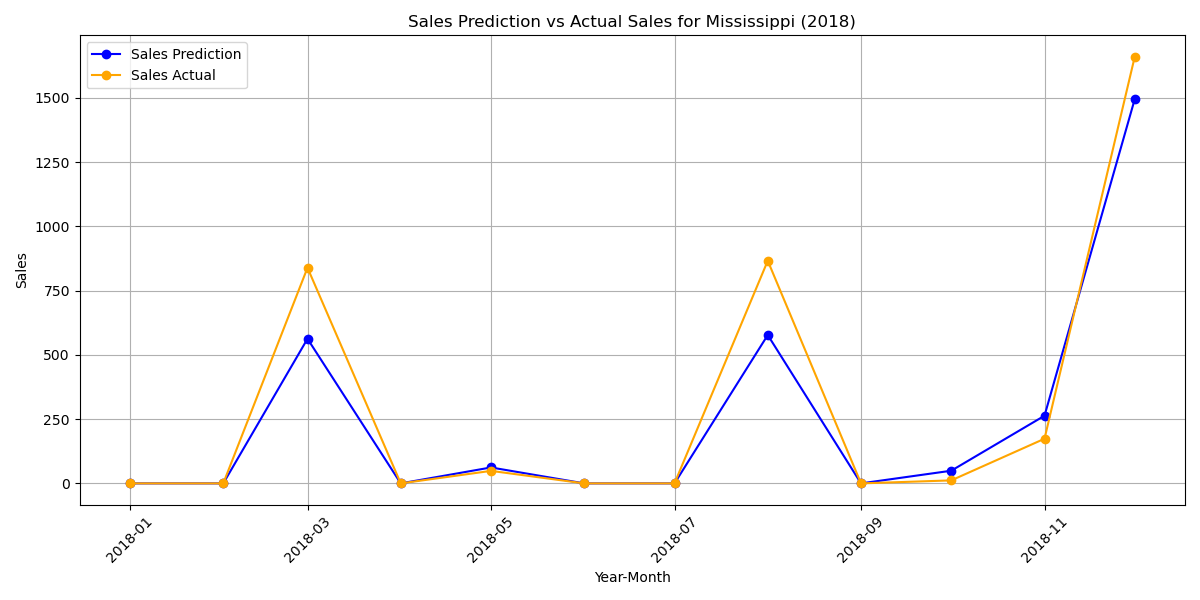 Sales Prediction vs Actual Sales for Mississippi (2018)
Sales Prediction
Sales Actual
1500
1250
1000
750
500
250
0
Sales
2018-01
2018-03
2018-05
2018-07
2018-09
2018-11
Year-Month